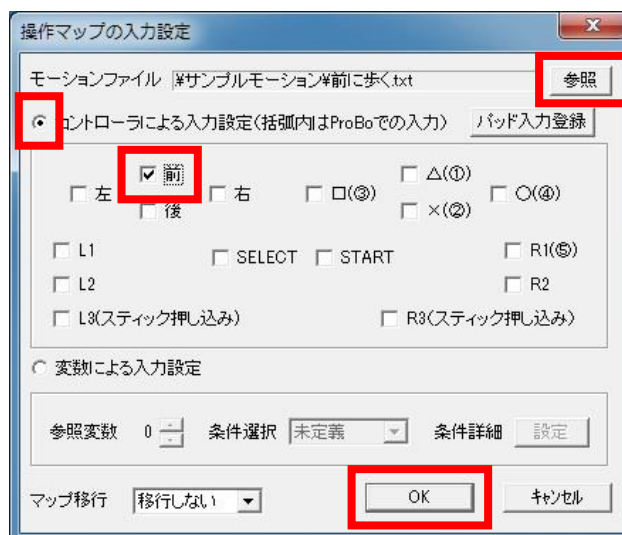 操作マップの入力設定
モーションファイル ¥サンプルモーション¥前に歩く.txt 参照
コントローラによる入力設定(括弧内はProBoでの入力) パッド入力登録
前 △(①)
左 右 □(③) ○(④)
後 ×(②)
L1 SELECT START R1(⑤)
L2 R2
L3(スティック押し込み) R3(スティック押し込み)
変数による入力設定
参照変数 0 条件選択 未定義 条件詳細 設定
マップ移行 移行しない OK キャンセル